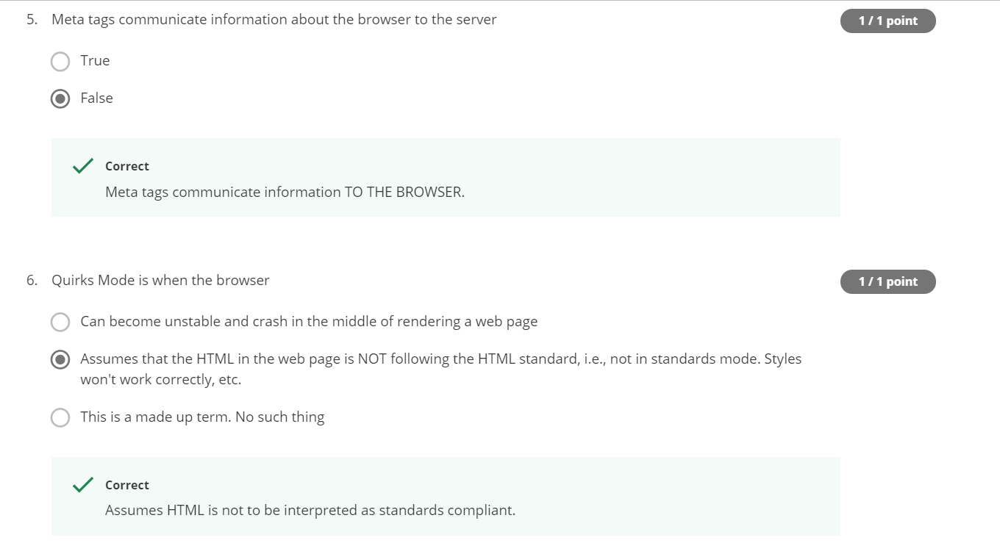 5. Meta tags communicate information about the browser to the server
1 / 1 point
True
False
Correct
Meta tags communicate information TO THE BROWSER.
6. Quirks Mode is when the browser
1 / 1 point
Can become unstable and crash in the middle of rendering a web page
Assumes that the HTML in the web page is NOT following the HTML standard, i.e., not in standards mode. Styles
won't work correctly, etc.
This is a made up term. No such thing
Correct
Assumes HTML is not to be interpreted as standards compliant.